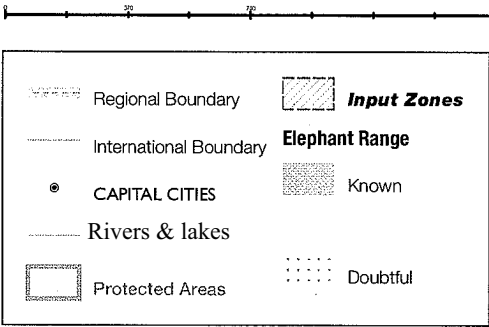 0 370 740
Regional Boundary
International Boundary
CAPITAL CITIES
Rivers & lakes
Protected Areas
Input Zones
Elephant Range
Known
Doubtful